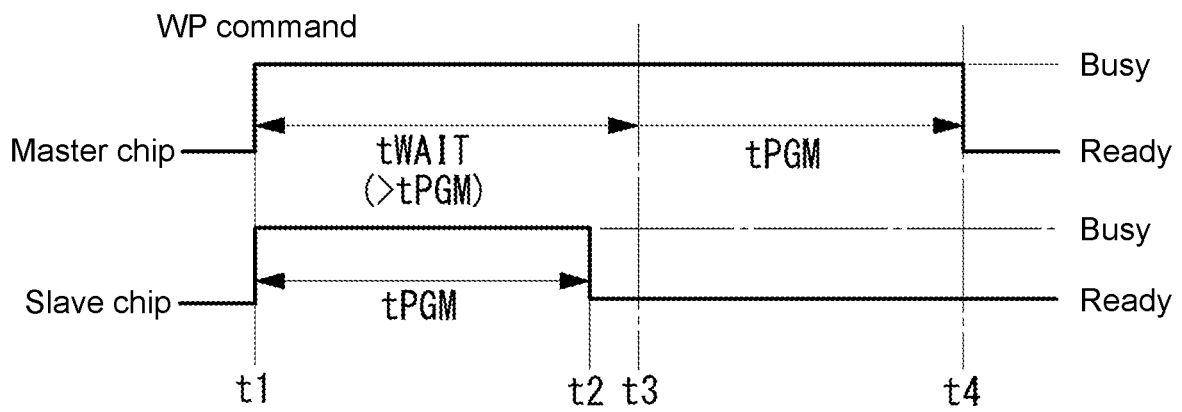 WP command
Busy
Master chip
tWAIT
(>tPGM)
tPGM
Ready
Busy
Slave chip
tPGM
Ready
t1
t2
t3
t4